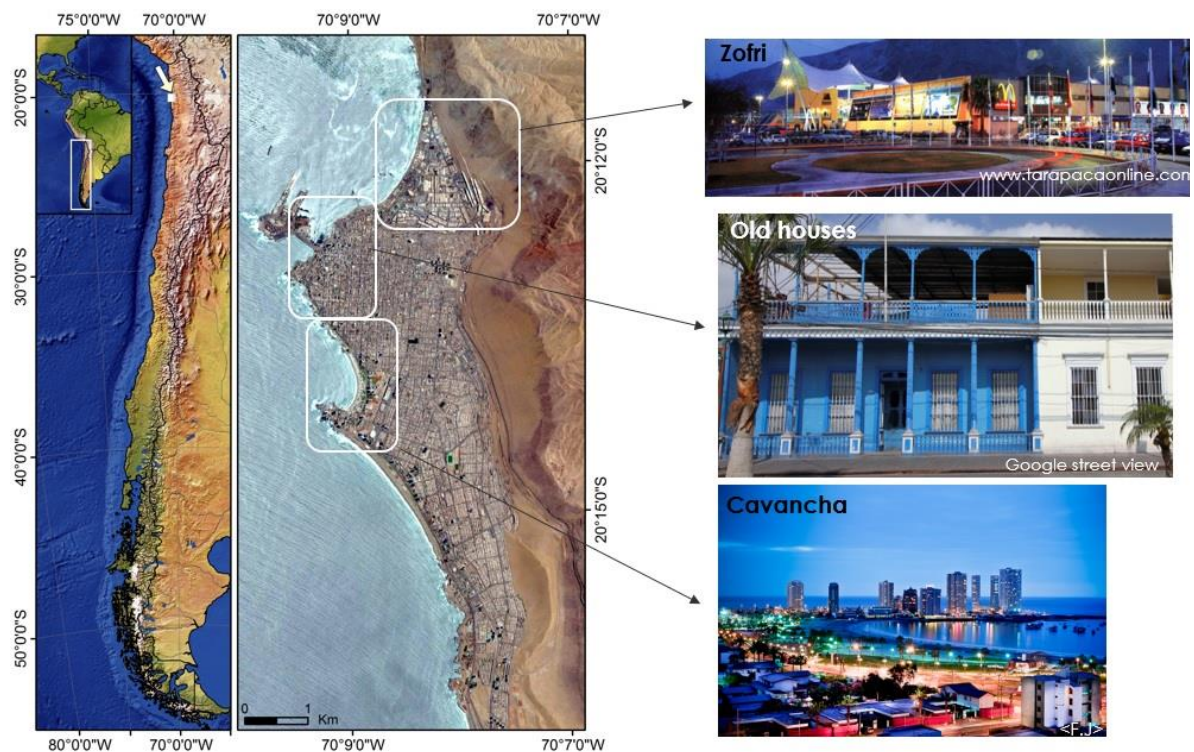 75°0'0"W 70°0'0"W 70°9'0"W 70°7'0"W
20°0'0"S
30°0'0"S
40°0'0"S
50°0'0"S
20°12'0"S
20°15'0"S
0 1
Km
80°0'0"W 70°0'0"W 70°9'0"W 70°7'0"W
Zofri
www.tarapacaonline.com
Old houses
Google street view
Cavancha
<F.J>